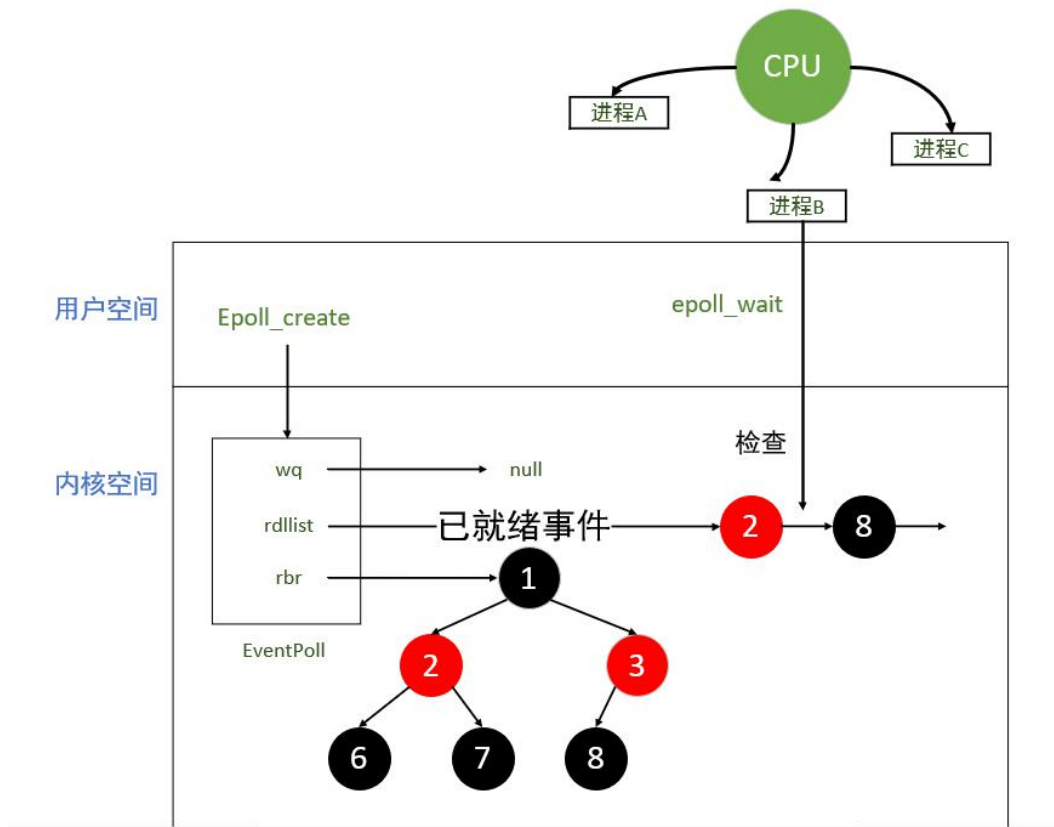 CPU
进程A
进程C
进程B
用户空间
Epoll_create
epoll_wait
内核空间
检查
wq
null
rdllist
已就绪事件
2
8
rbr
1
EventPoll
2
3
6
7
8